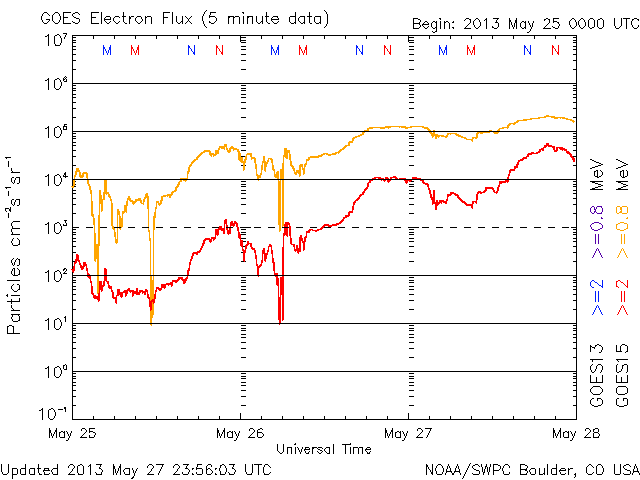 GOES Electron Flux (5 minute data)
Begin: 2013 May 25 0000 UTC
10⁷
M M N N M M N N M M N N
10⁶
10⁵
10⁴
10³
10²
10¹
10⁰
10⁻¹
Particles cm⁻²s⁻¹sr⁻¹
May 25 May 26 May 27 May 28
Universal Time
GOES13 >=2 >=0.8 MeV
GOES15 >=2 >=0.8 MeV
Updated 2013 May 27 23:56:03 UTC
NOAA/SWPC Boulder, CO USA